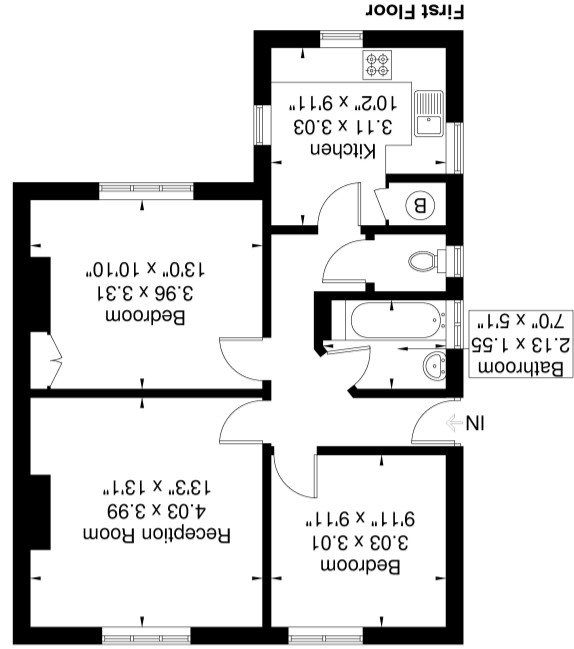 Bedroom
3.03 x 3.01
9'11" x 9'11"
Reception Room
4.03 x 3.99
13'3" x 13'1"
IN
Bathroom
2.13 x 1.55
7'0" x 5'1"
Bedroom
3.96 x 3.31
13'0" x 10'10"
B
Kitchen
3.11 x 3.03
10'2" x 9'11"
First Floor